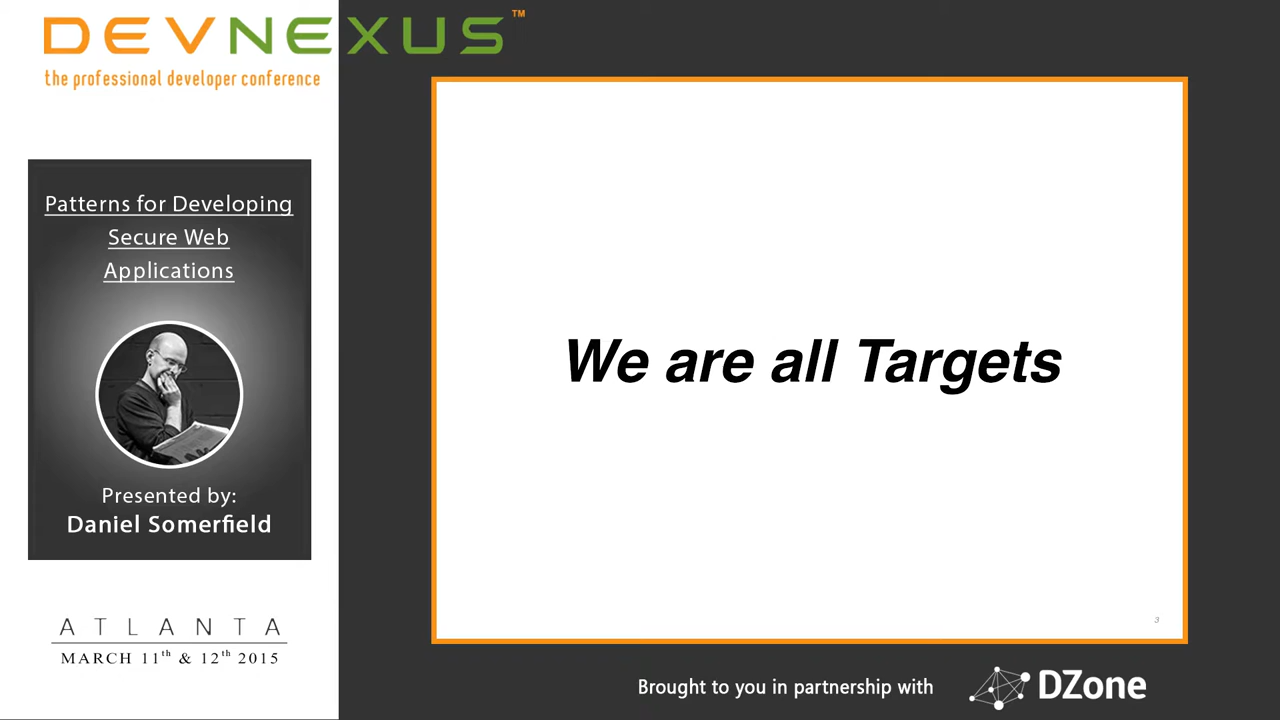 DEVNEXUS™
the professional developer conference
Patterns for Developing
Secure Web
Applications
Presented by:
Daniel Somerfield
ATLANTA
MARCH 11th & 12th 2015
We are all Targets
3
Brought to you in partnership with DZone